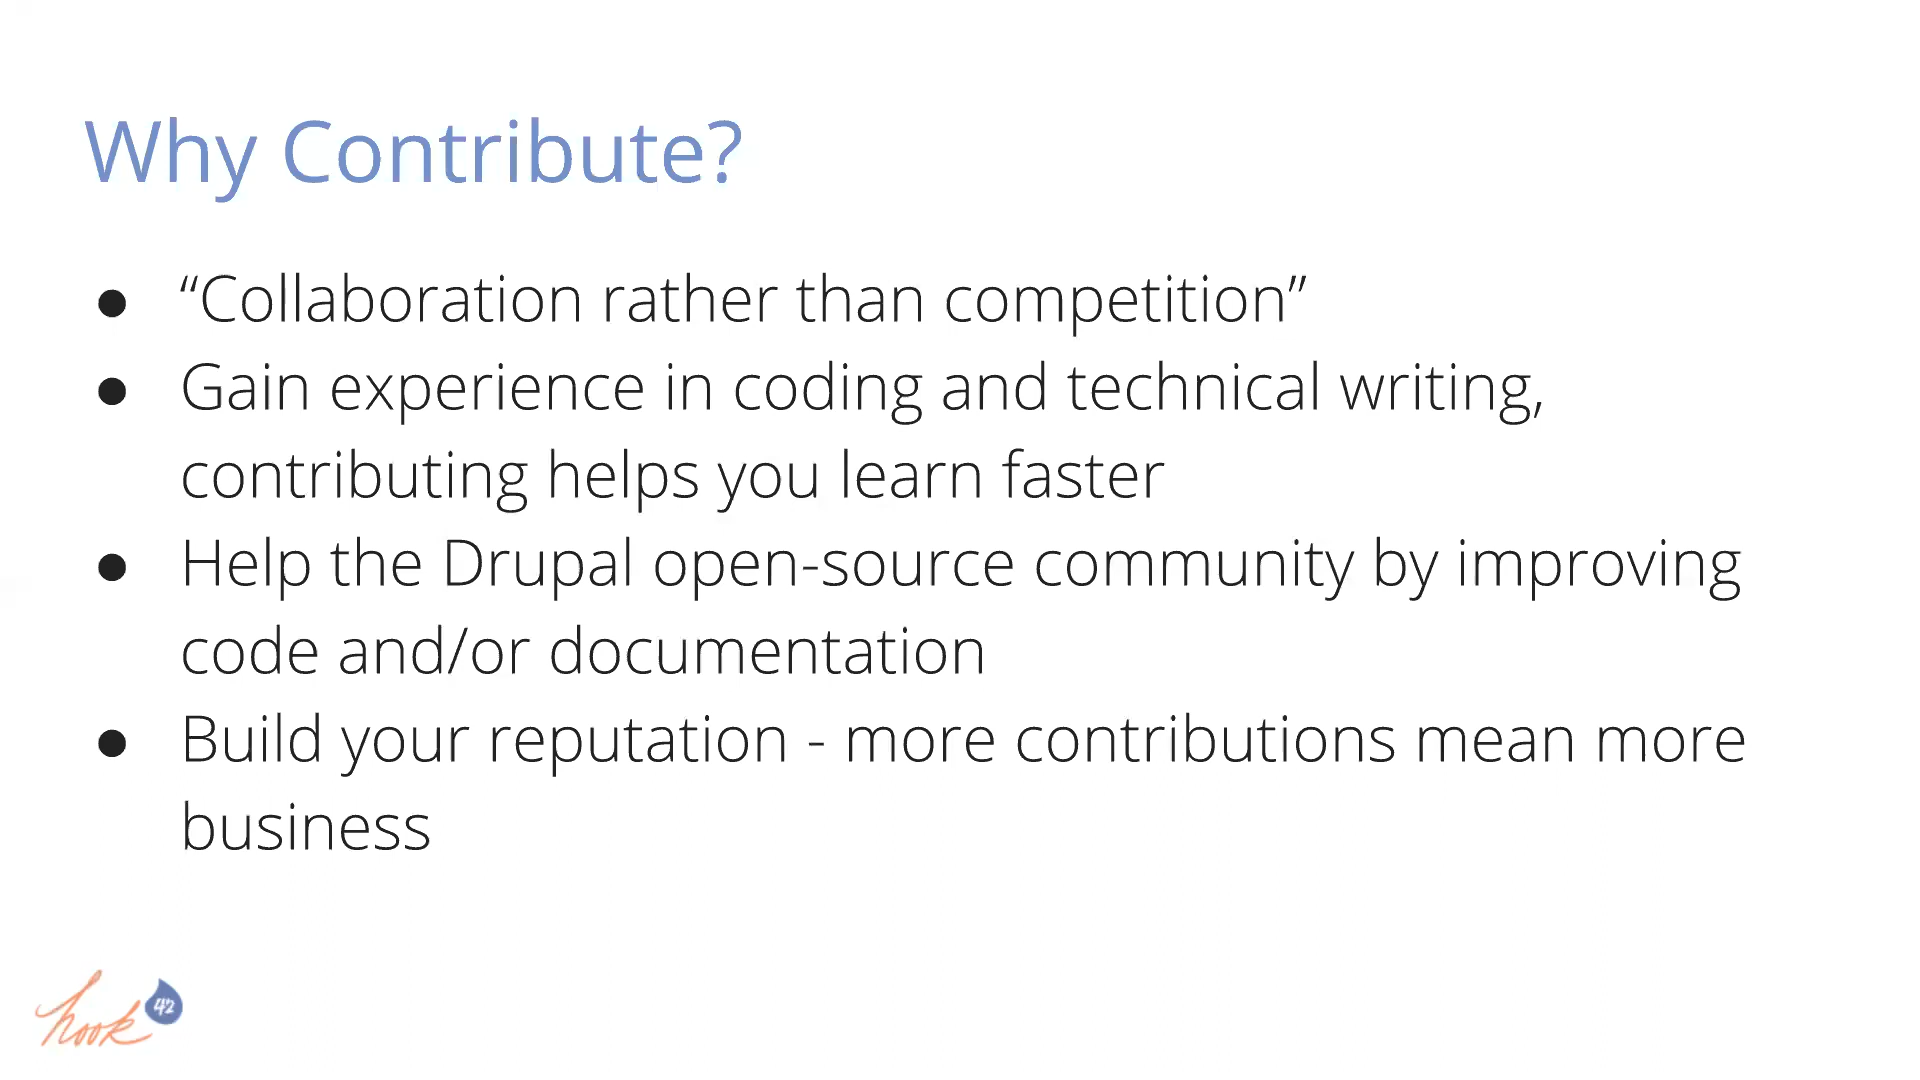 Why Contribute?
● “Collaboration rather than competition”
● Gain experience in coding and technical writing,
contributing helps you learn faster
● Help the Drupal open-source community by improving
code and/or documentation
● Build your reputation - more contributions mean more
business
hook 42